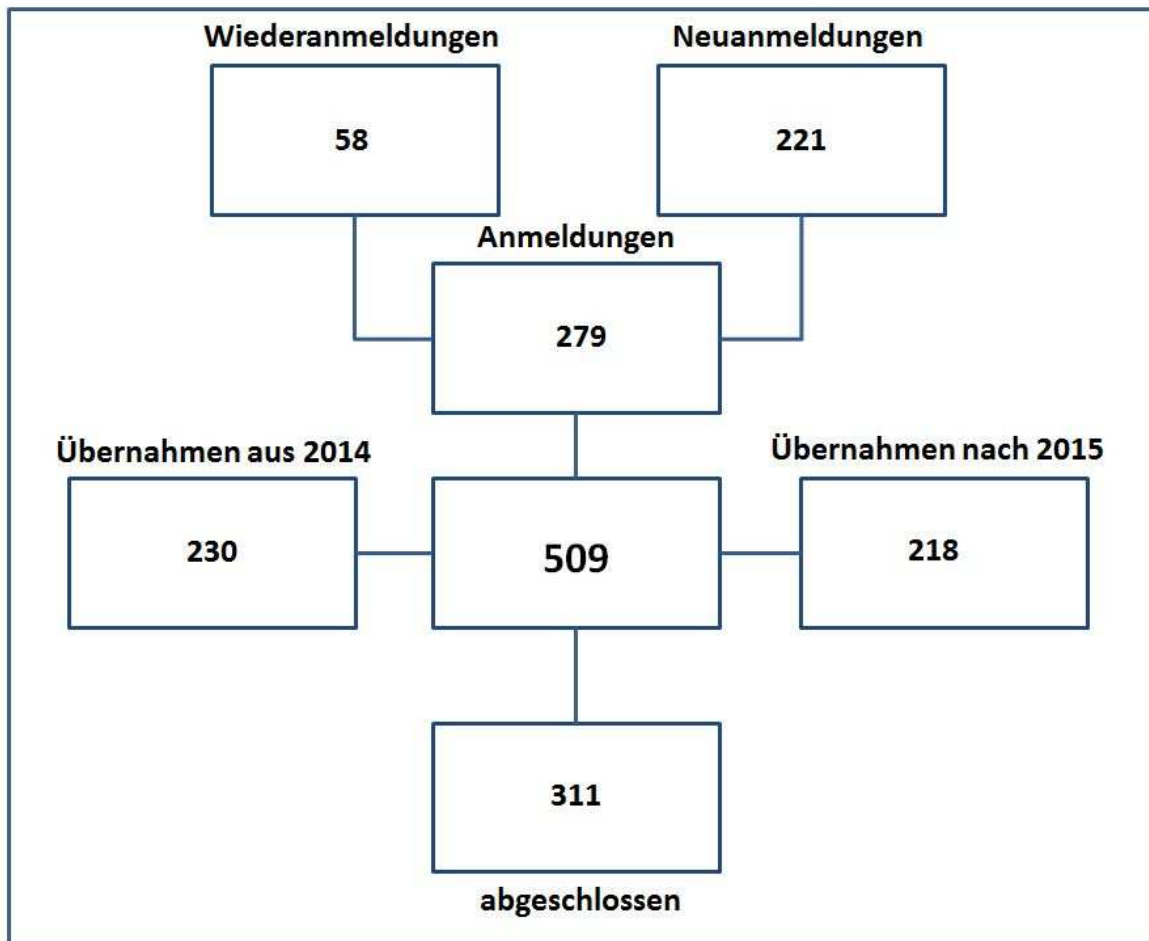 Wiederanmeldungen
Neuanmeldungen
58
221
Anmeldungen
279
Übernahmen aus 2014
Übernahmen nach 2015
230
509
218
311
abgeschlossen